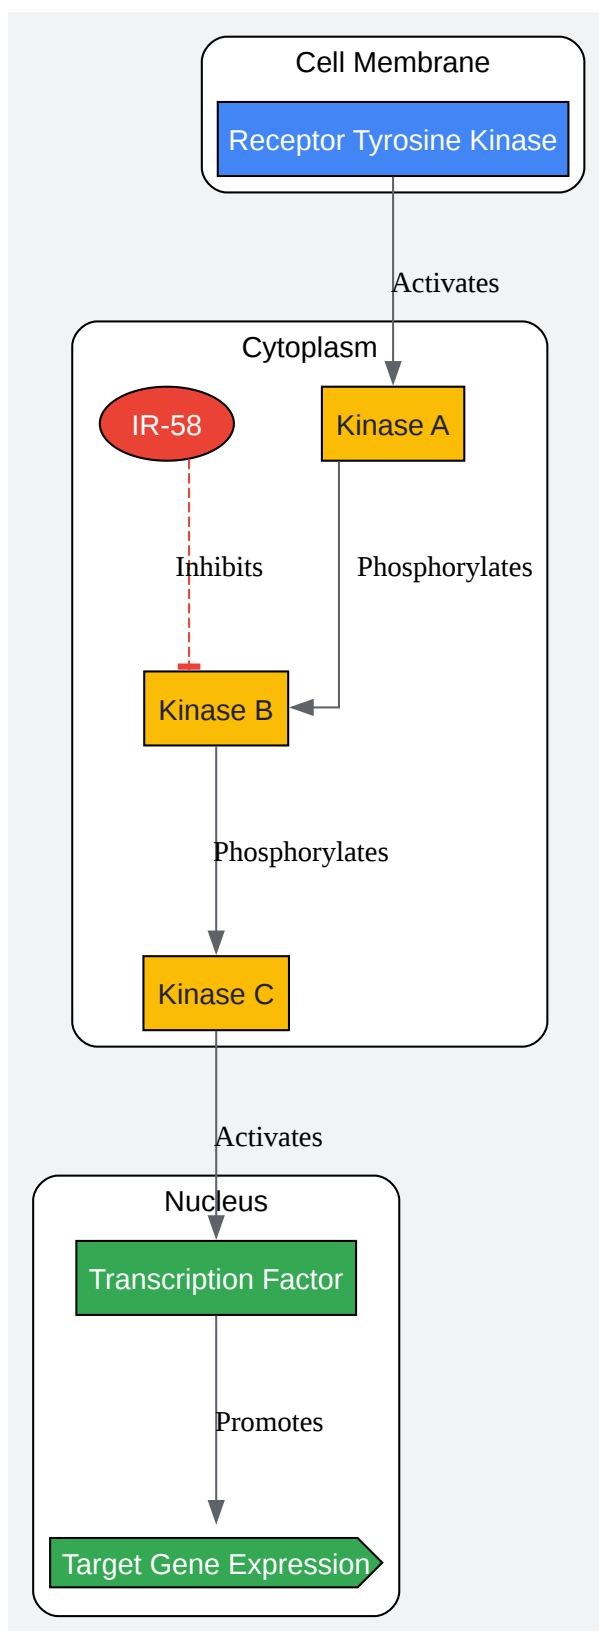 Cell Membrane
Receptor Tyrosine Kinase
Activates
Cytoplasm
IR-58
Kinase A
Inhibits
Phosphorylates
Kinase B
Phosphorylates
Kinase C
Activates
Nucleus
Transcription Factor
Promotes
Target Gene Expression